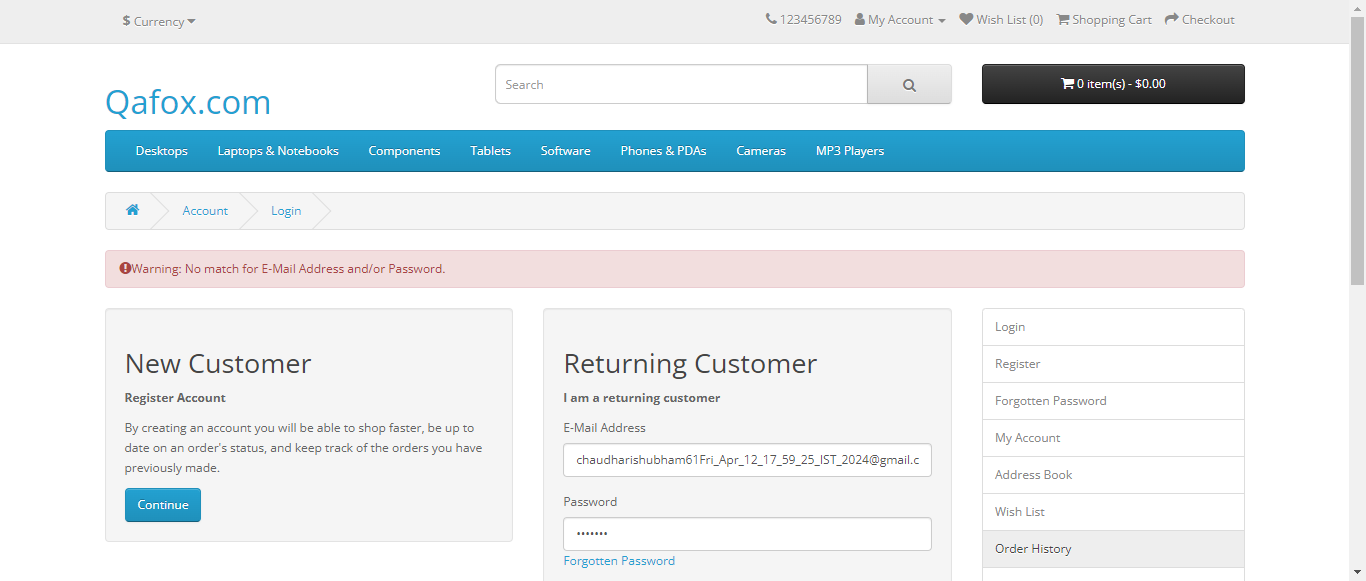 $ Currency
123456789 My Account Wish List (0) Shopping Cart Checkout
Qafox.com
Search
0 item(s) - $0.00
Desktops Laptops & Notebooks Components Tablets Software Phones & PDAs Cameras MP3 Players
Account Login
Warning: No match for E-Mail Address and/or Password.
New Customer
Register Account
By creating an account you will be able to shop faster, be up to
date on an order's status, and keep track of the orders you have
previously made.
Continue
Returning Customer
I am a returning customer
E-Mail Address
chaudharishubham61Fri_Apr_12_17_59_25_IST_2024@gmail.c
Password
•••••••
Forgotten Password
Login
Register
Forgotten Password
My Account
Address Book
Wish List
Order History